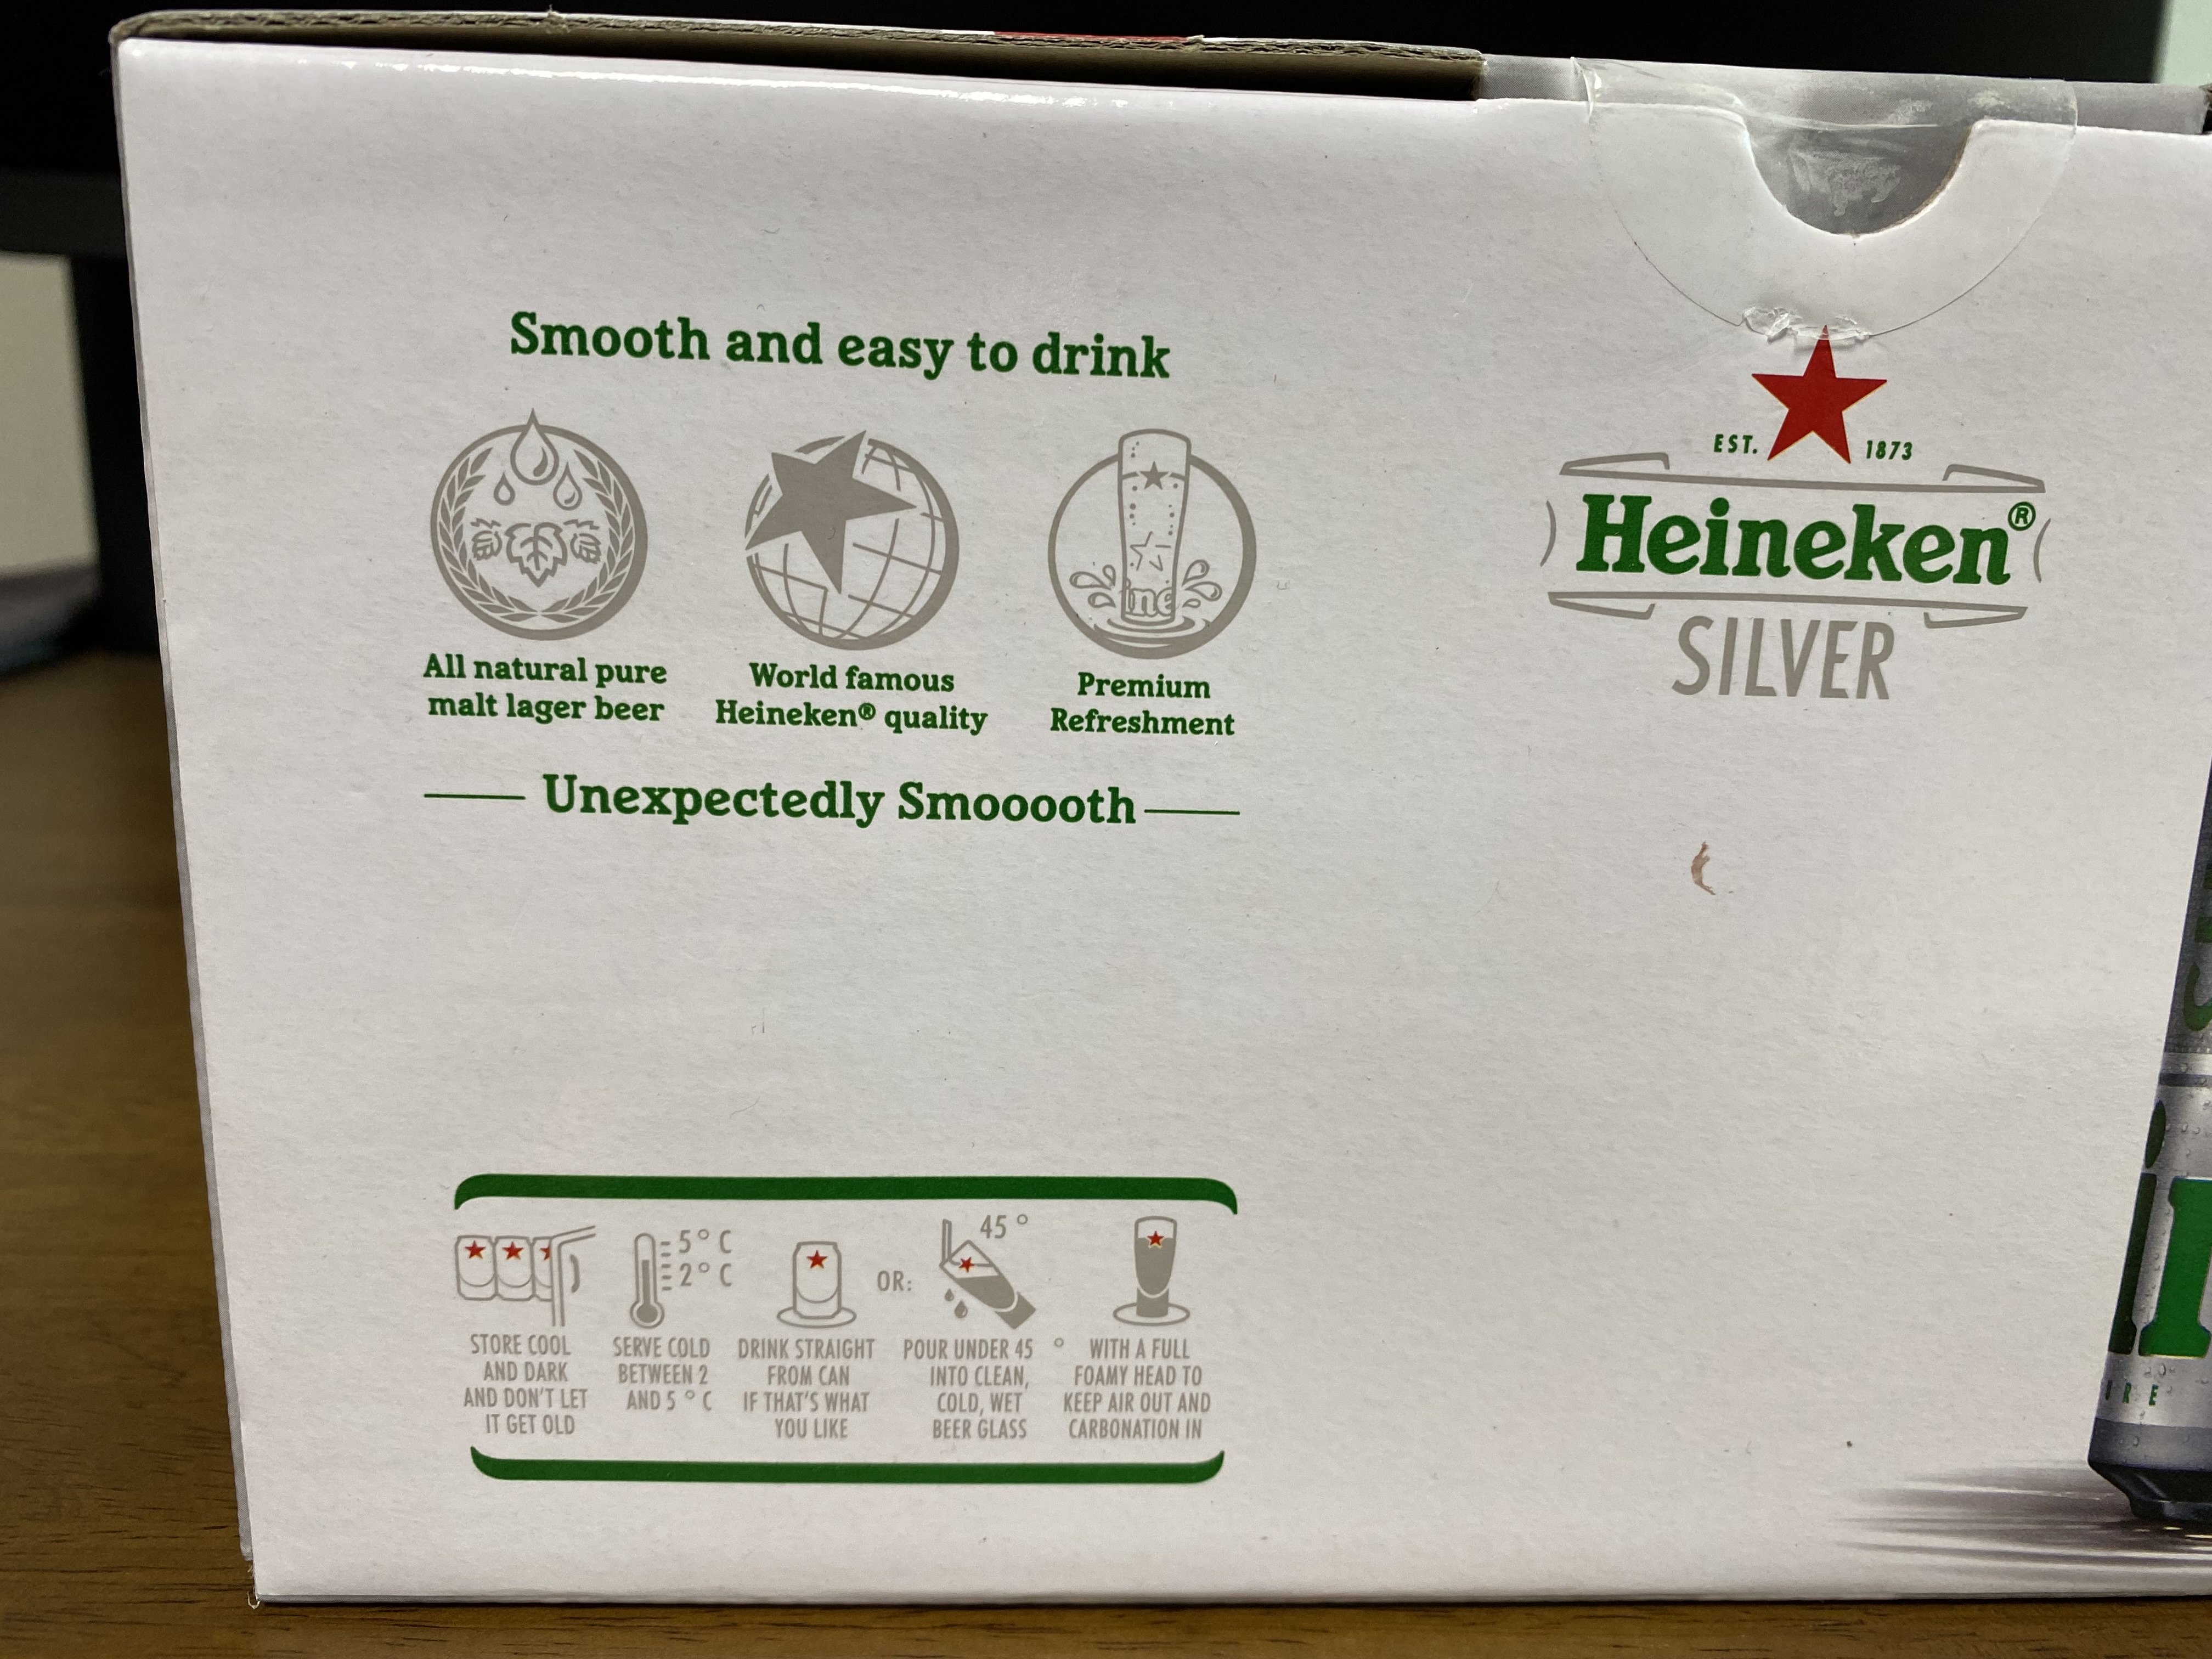 Smooth and easy to drink
All natural pure
malt lager beer
World famous
Heineken® quality
Premium
Refreshment
Unexpectedly Smooooth
EST. 1873
Heineken®
SILVER
5° C
2° C
OR:
45 °
STORE COOL
AND DARK
AND DON'T LET
IT GET OLD
SERVE COLD
BETWEEN 2
AND 5 ° C
DRINK STRAIGHT
FROM CAN
IF THAT'S WHAT
YOU LIKE
POUR UNDER 45 °
INTO CLEAN,
COLD, WET
BEER GLASS
WITH A FULL
FOAMY HEAD TO
KEEP AIR OUT AND
CARBONATION IN